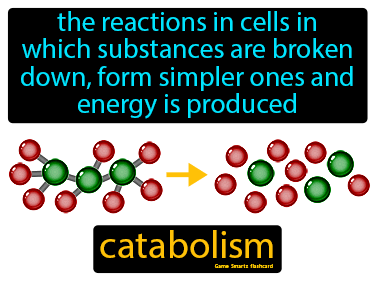 the reactions in cells in
which substances are broken
down, form simpler ones and
energy is produced
catabolism
Game Smartz flashcard